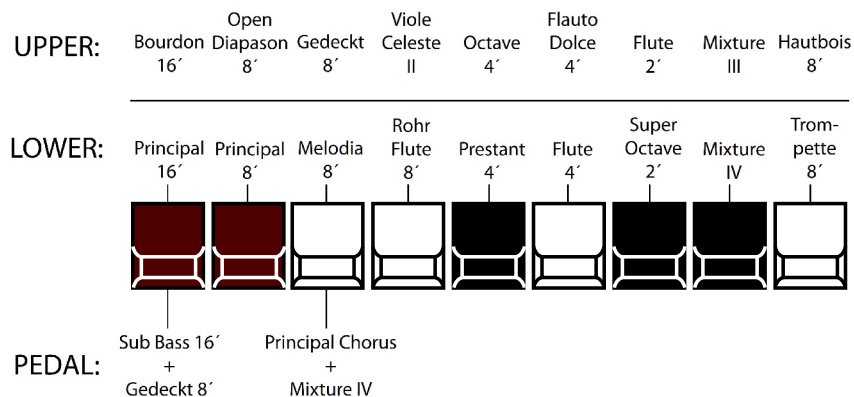 UPPER:
Bourdon
16´
Open
Diapason
8´
Gedeckt
8´
Viole
Celeste
II
Octave
4´
Flauto
Dolce
4´
Flute
2´
Mixture
III
Hautbois
8´
LOWER:
Principal
16´
Principal
8´
Melodia
8´
Rohr
Flute
8´
Prestant
4´
Flute
4´
Super
Octave
2´
Mixture
IV
Trom-
pette
8´
PEDAL:
Sub Bass 16´
+
Gedeckt 8´
Principal Chorus
+
Mixture IV